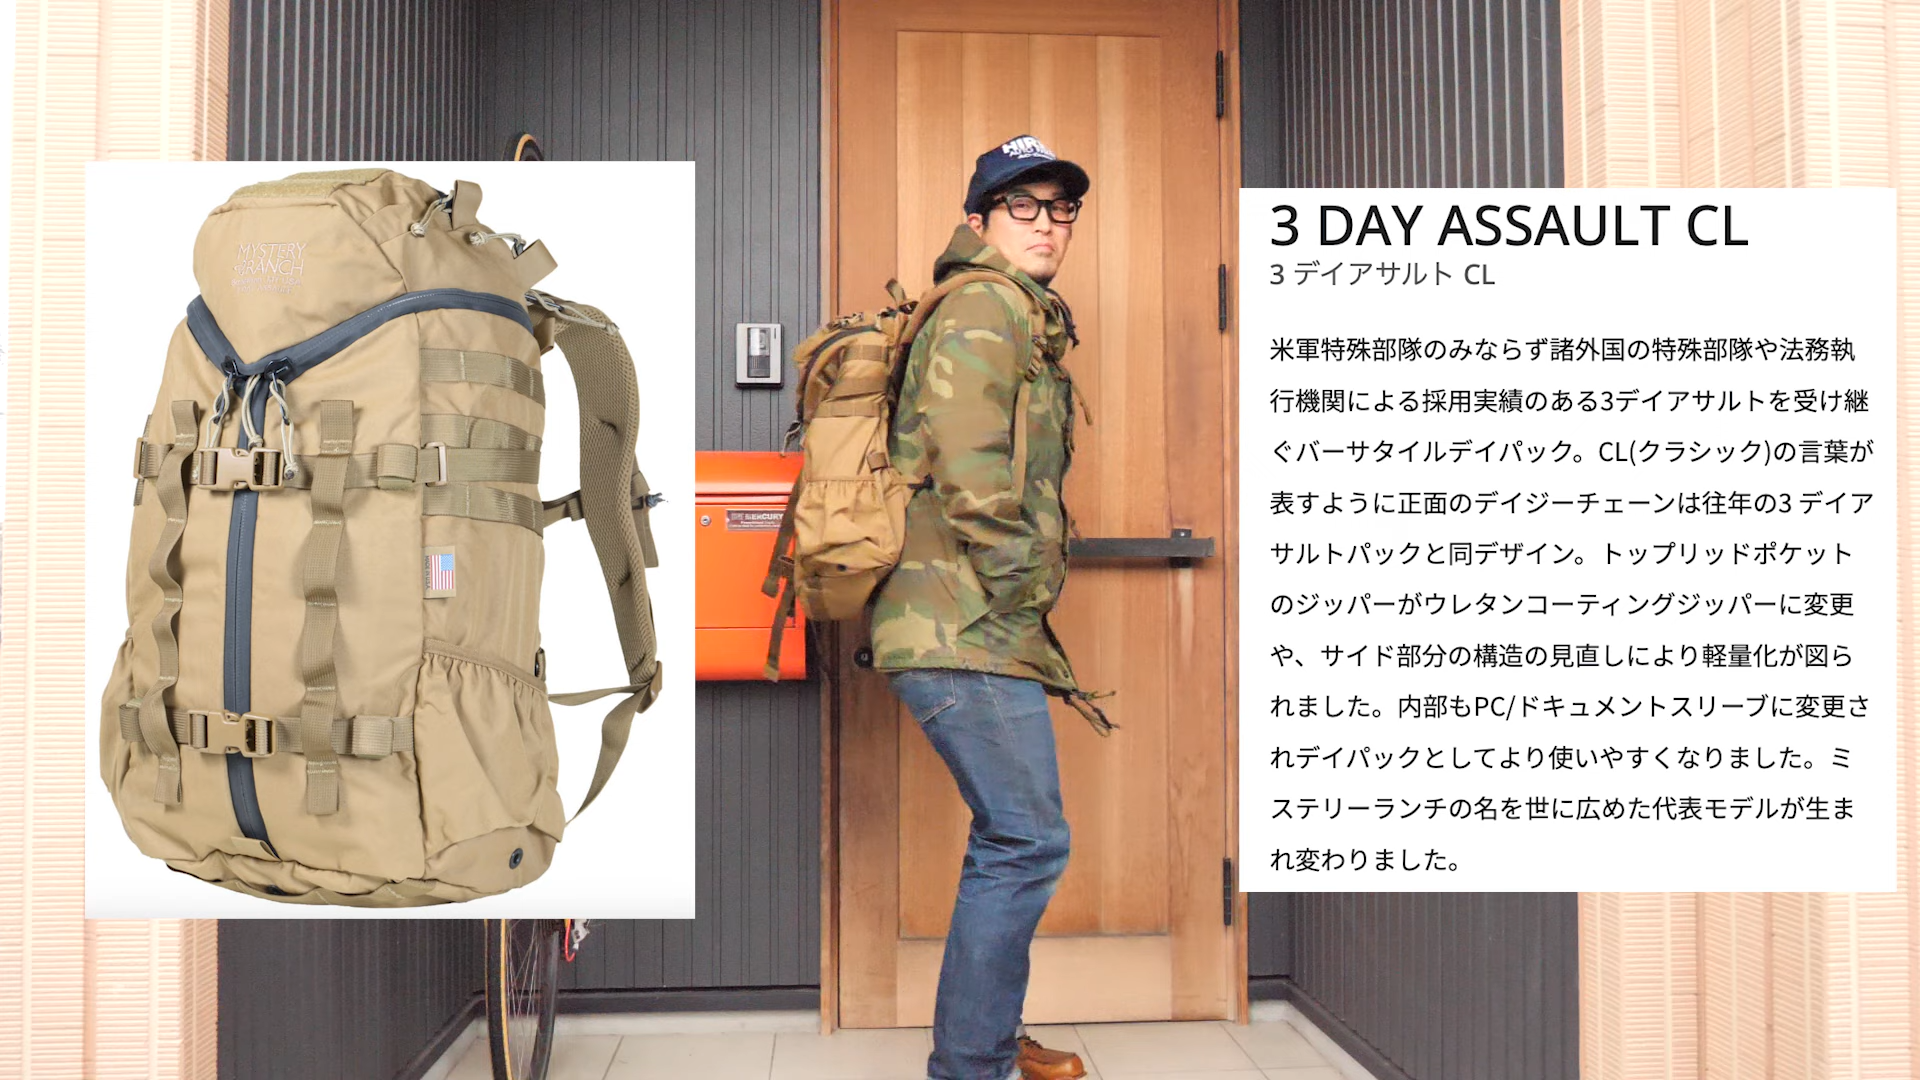 MYSTERY
RANCH
HIR
MERCURY
3 DAY ASSAULT CL
3 デイアサルト CL
米軍特殊部隊のみならず諸外国の特殊部隊や法務執
行機関による採用実績のある3デイアサルトを受け継
ぐバーサタイルデイパック。CL(クラシック)の言葉が
表すように正面のデイジーチェーンは往年の3 デイア
サルトパックと同デザイン。トップリッドポケット
のジッパーがウレタンコーティングジッパーに変更
や、サイド部分の構造の見直しにより軽量化が図ら
れました。内部もPC/ドキュメントスリーブに変更さ
れデイパックとしてより使いやすくなりました。ミ
ステリーランチの名を世に広めた代表モデルが生ま
れ変わりました。